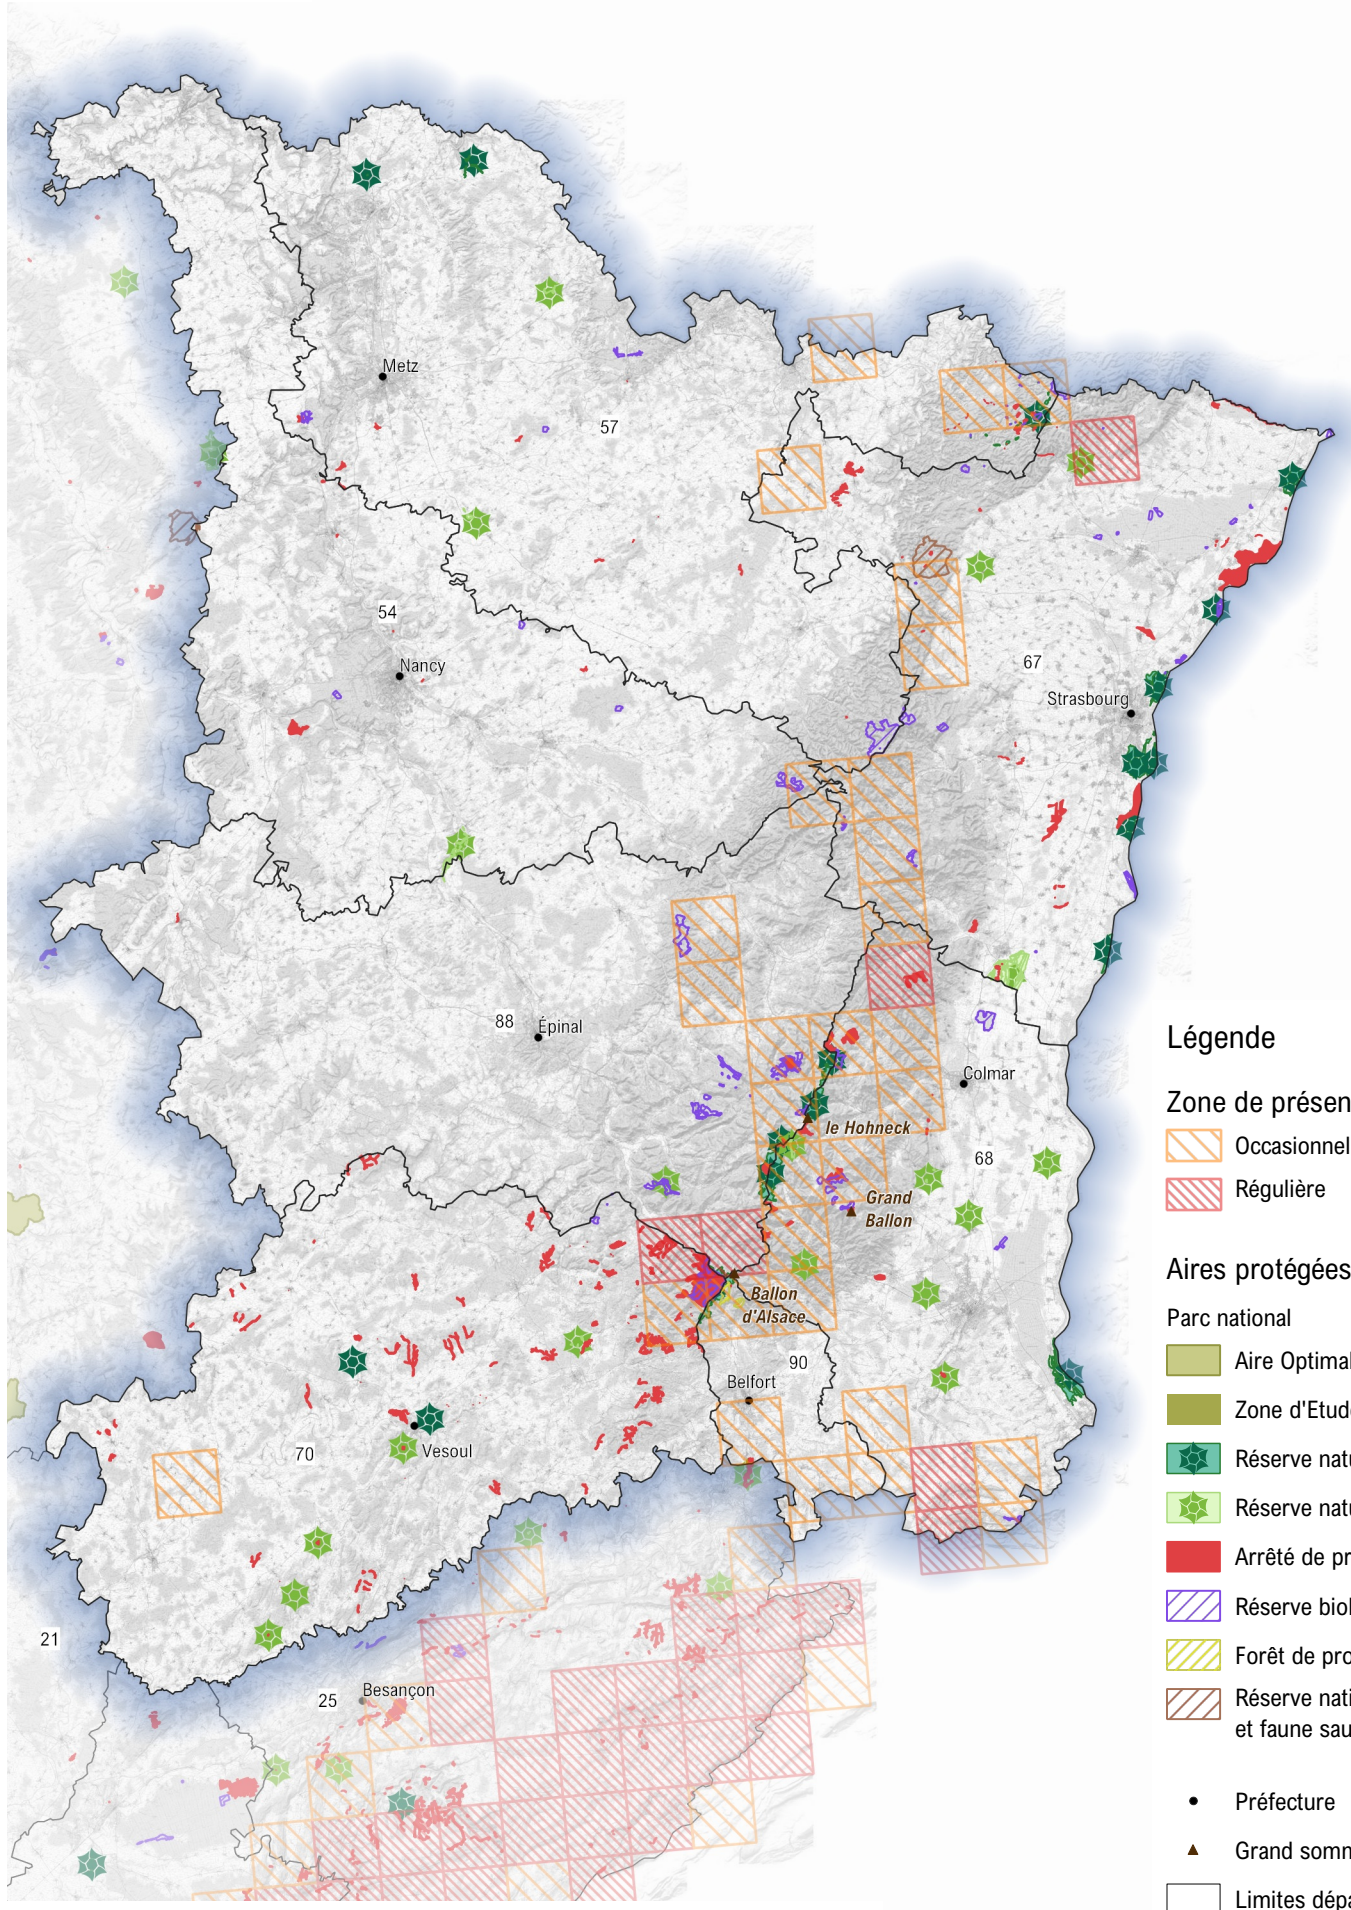 Metz
57
54
Nancy
67
Strasbourg
88
Épinal
Colmar
le Hohneck
68
Grand
Ballon
Ballon
d'Alsace
90
Belfort
70
Vesoul
21
25
Besançon
Légende
Zone de présen
Occasionnel
Régulière
Aires protégées
Parc national
Aire Optimal
Zone d'Etud
Réserve natu
Réserve natu
Arrêté de pr
Réserve biol
Forêt de pro
Réserve nati
et faune sau
Préfecture
Grand somm
Limites dépa